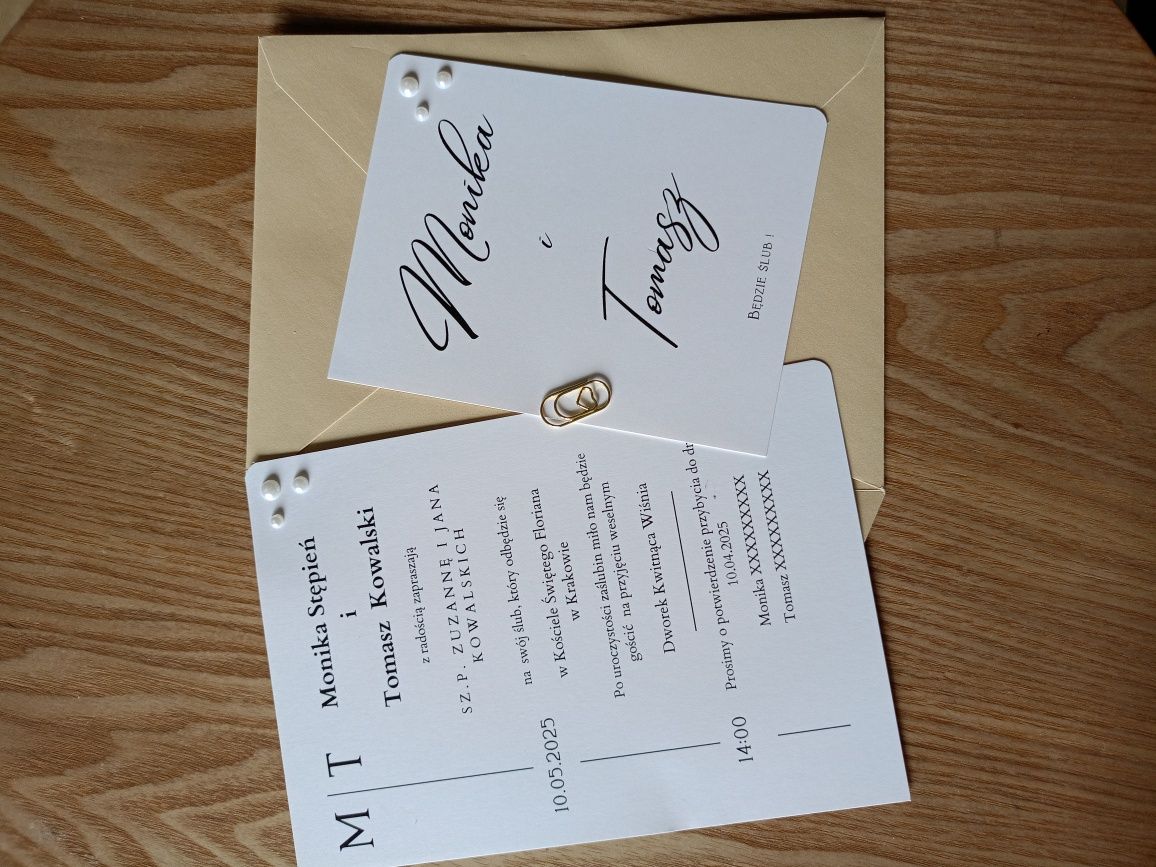 Monika
i
Tomasz
BĘDZIE ŚLUB !
M | T
Monika Stępień
i
Tomasz Kowalski
z radością zapraszają
SZ.P. ZUZANNĘ I JANA
KOWALSKICH
na swój ślub, który odbędzie się
w Kościele Świętego Floriana
w Krakowie
10.05.2025
Po uroczystości zaślubin miło nam będzie
gościć na przyjęciu weselnym
Dworek Kwitnąca Wiśnia
14:00
Prosimy o potwierdzenie przybycia do
10.04.2025
Monika XXXXXXXXX
Tomasz XXXXXXXXX